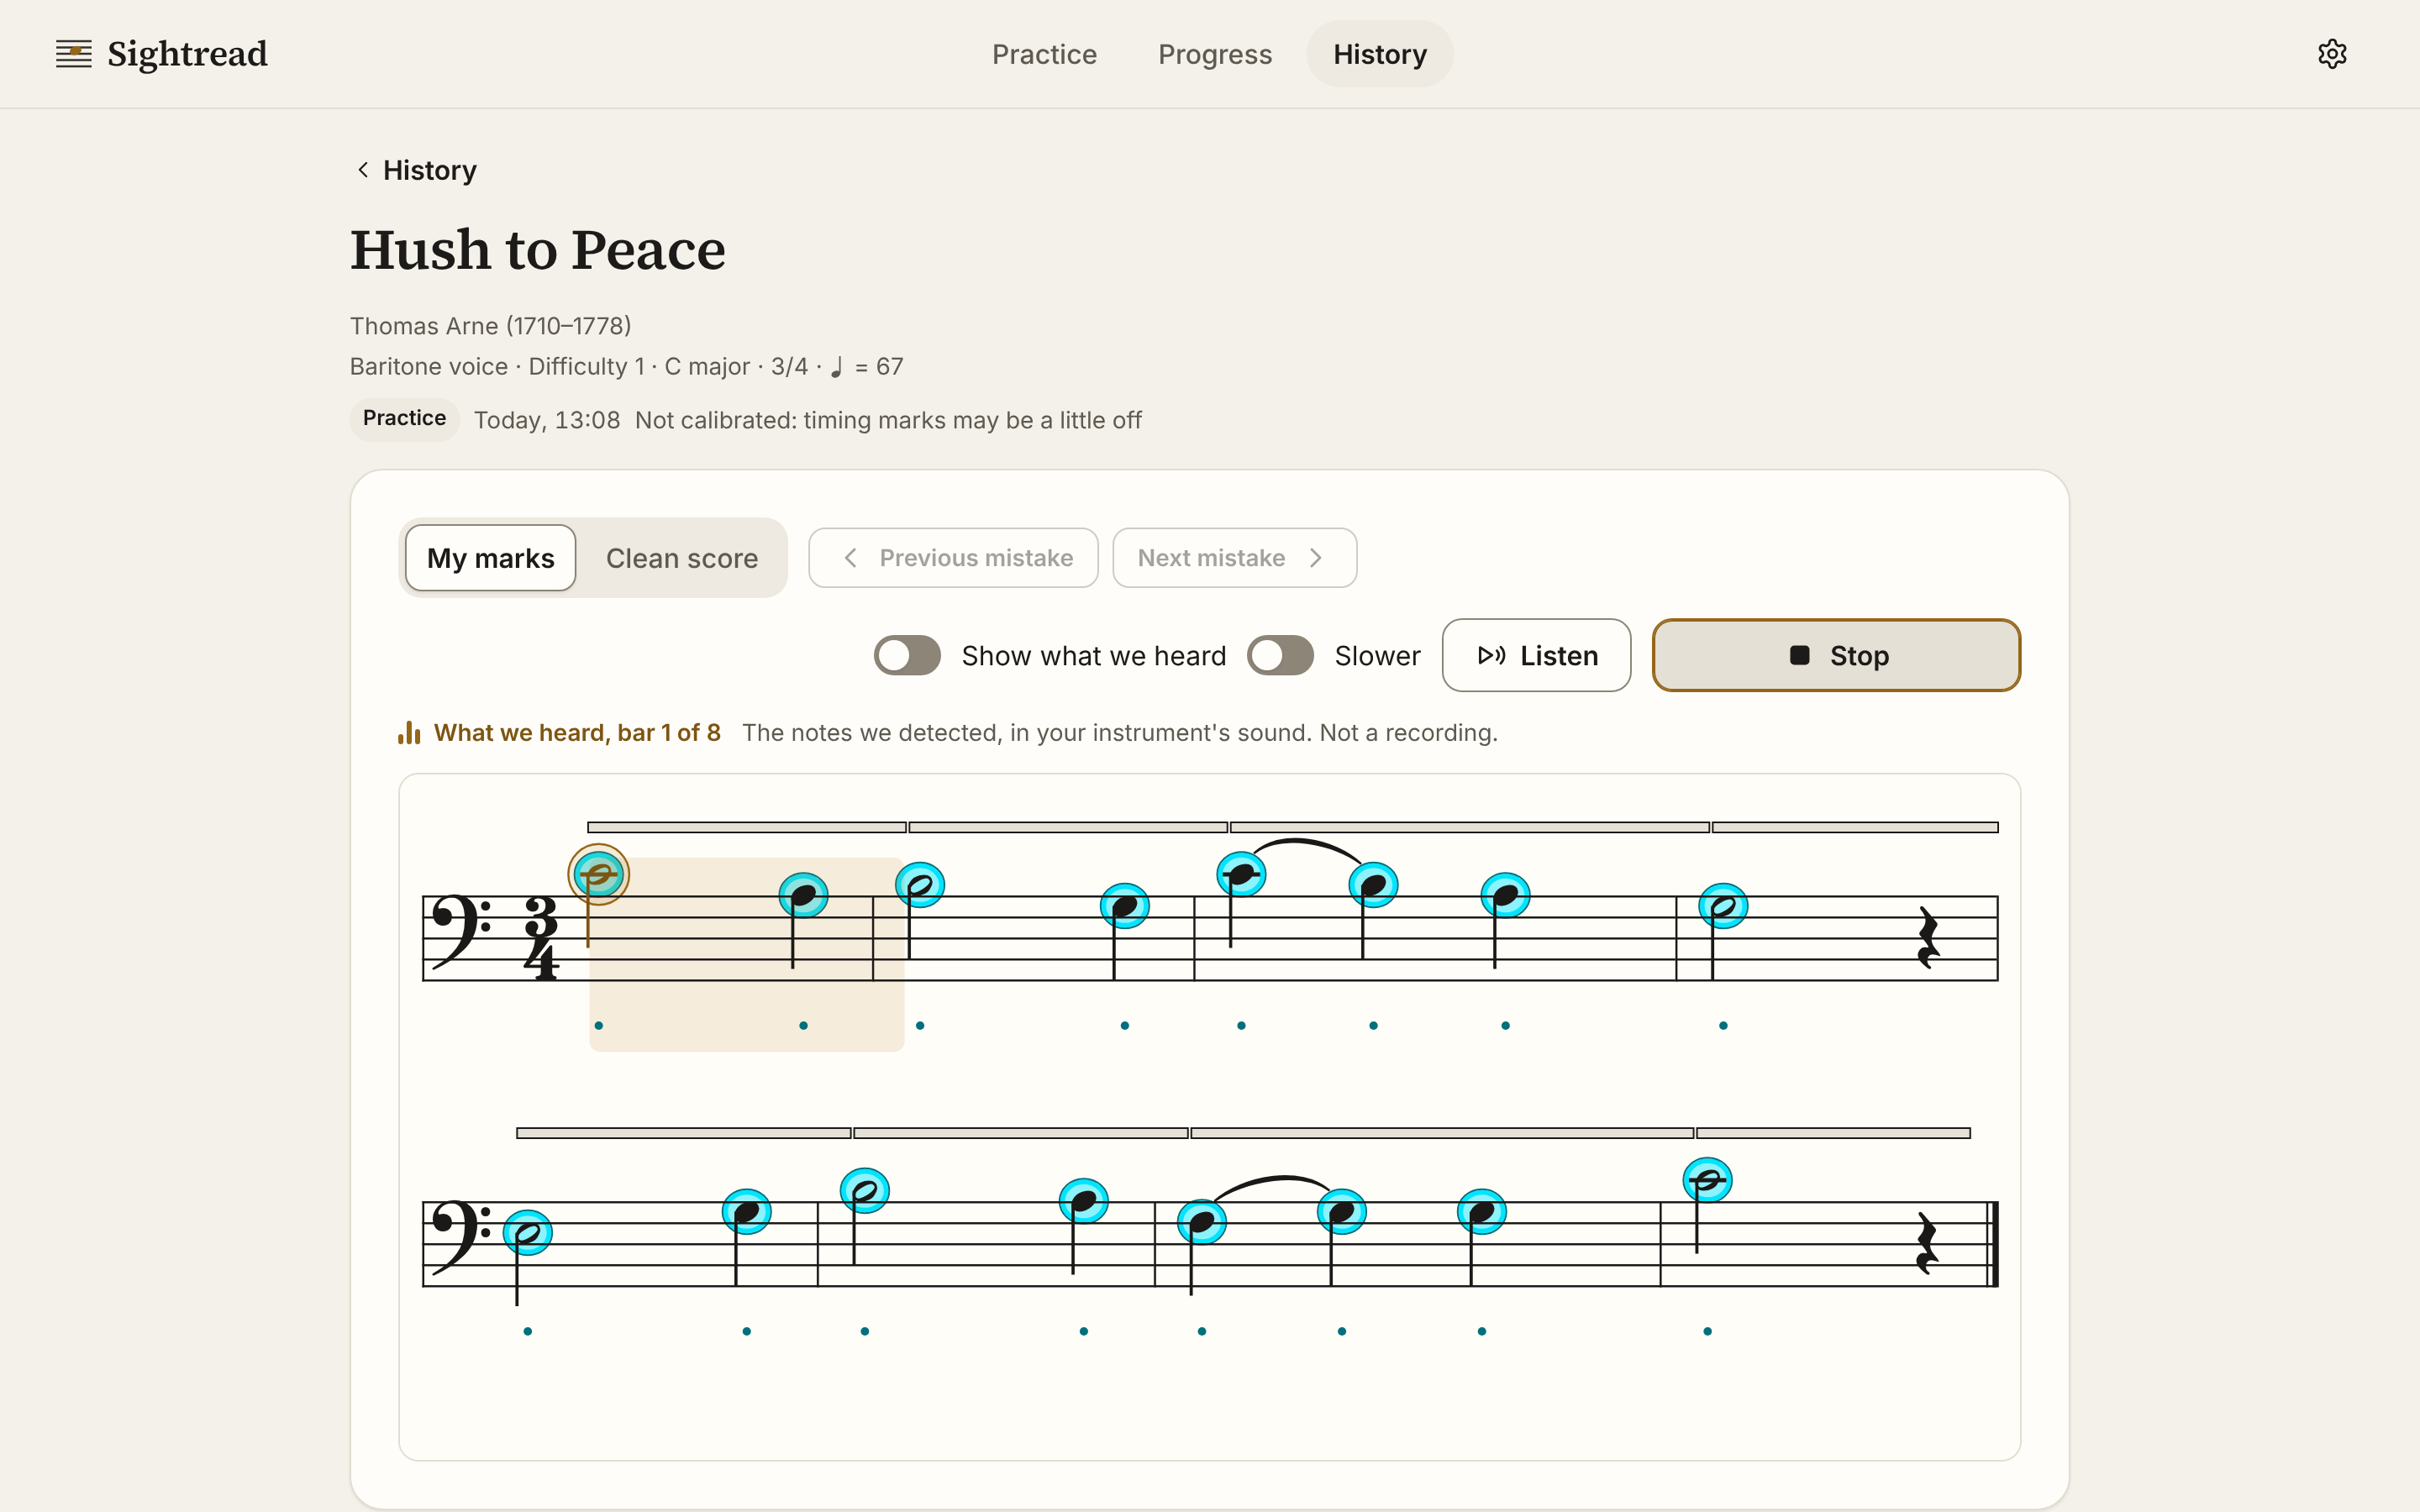 Sightread
Practice
Progress
History
History
Hush to Peace
Thomas Arne (1710–1778)
Baritone voice · Difficulty 1 · C major · 3/4 · ♩ = 67
Practice Today, 13:08 Not calibrated: timing marks may be a little off
My marks Clean score Previous mistake Next mistake
Show what we heard Slower Listen Stop
What we heard, bar 1 of 8 The notes we detected, in your instrument's sound. Not a recording.
3
4